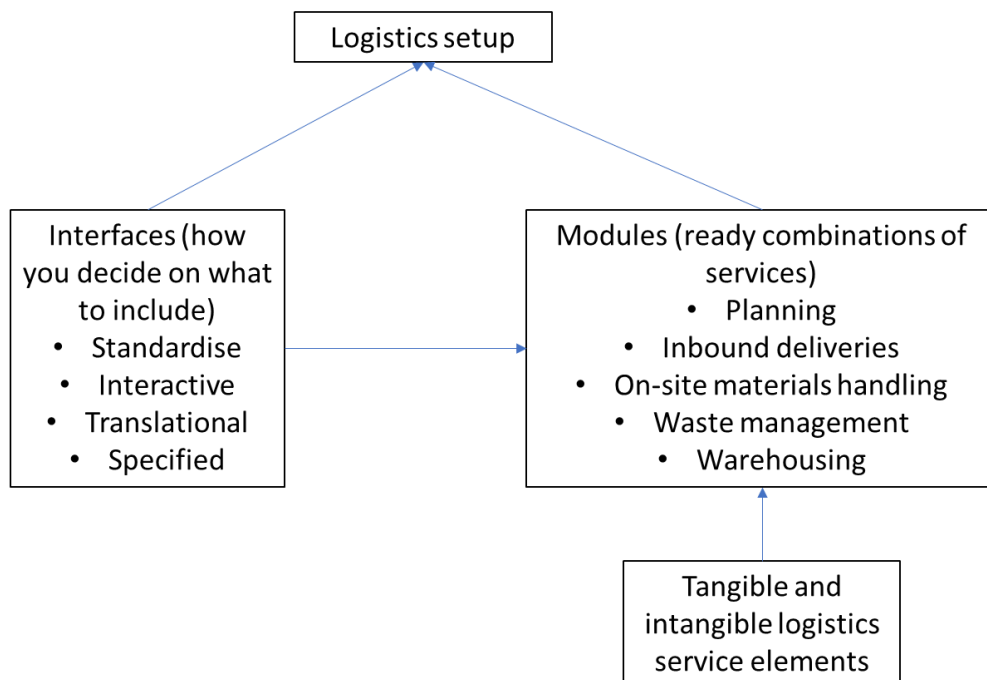 Logistics setup
Interfaces (how
you decide on what
to include)
• Standardise
• Interactive
• Translational
• Specified
Modules (ready combinations of
services)
• Planning
• Inbound deliveries
• On-site materials handling
• Waste management
• Warehousing
Tangible and
intangible logistics
service elements